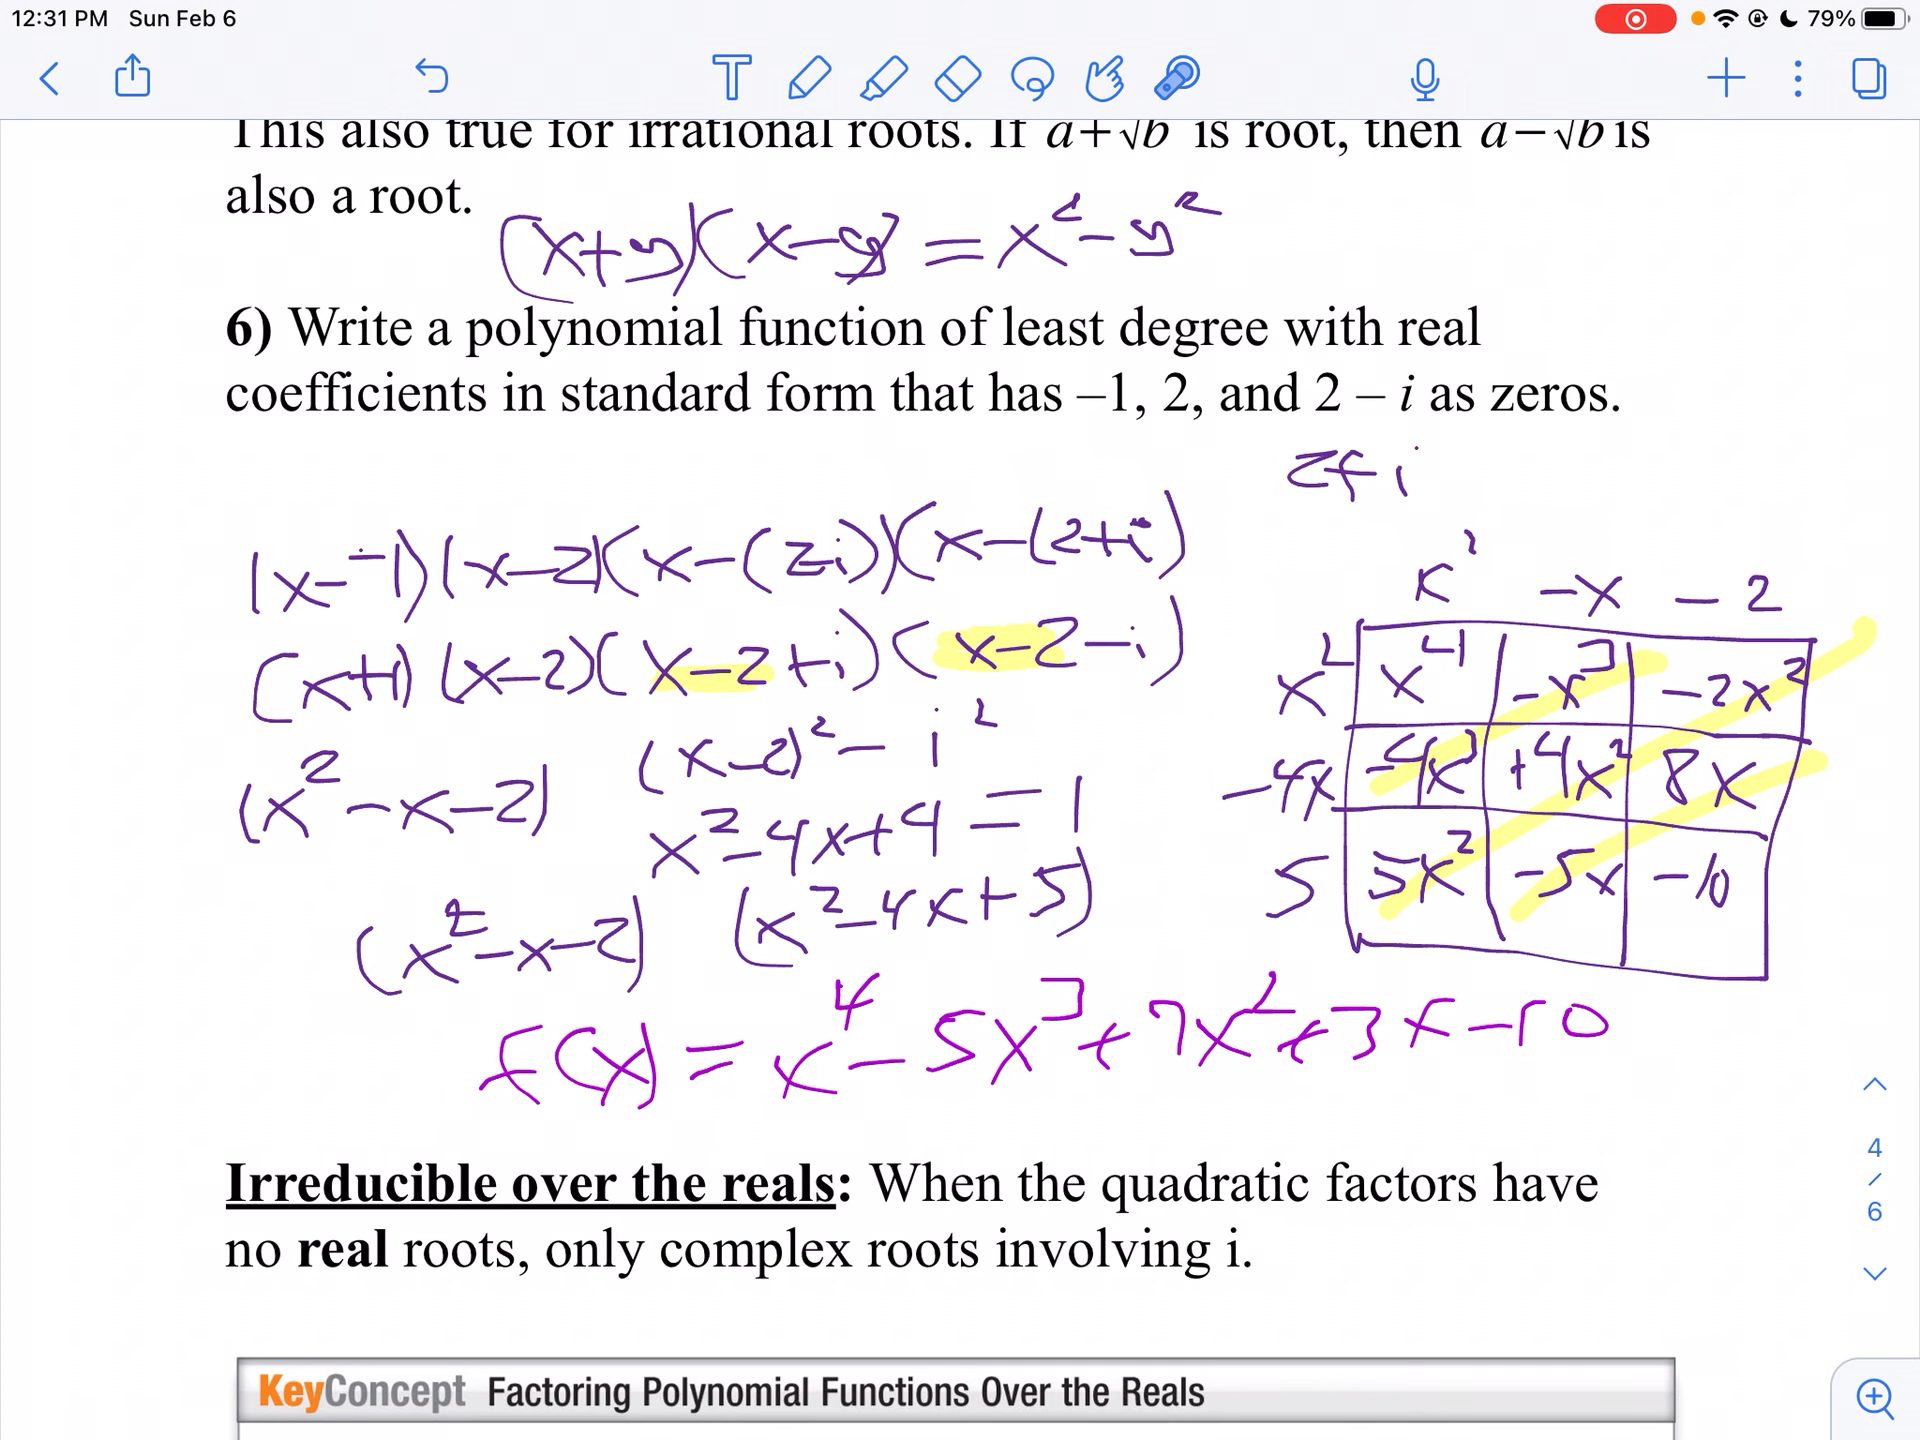 12:31 PM Sun Feb 6 79%
This also true for irrational roots. If a+√b is root, then a−√b is
also a root.
(x+y)(x−y) = x² − y²
6) Write a polynomial function of least degree with real
coefficients in standard form that has –1, 2, and 2 – i as zeros.
2+i
(x−−1)(x−2)(x−(2-i))(x−(2+i)
(x+1)(x−2)(x−2+i)(x−2−i)
(x−2)² − i²
(x²−x−2)
x²−4x+4 = 1
(x²−x−2) (x²−4x+5)
x² −x −2
x² x⁴ −x³ −2x²
−4x −4x³ +4x² 8x
5 5x² −5x −10
f(x) = x⁴ − 5x³ + 7x² + 3x − 10
4
/
6
Irreducible over the reals: When the quadratic factors have
no real roots, only complex roots involving i.
KeyConcept Factoring Polynomial Functions Over the Reals